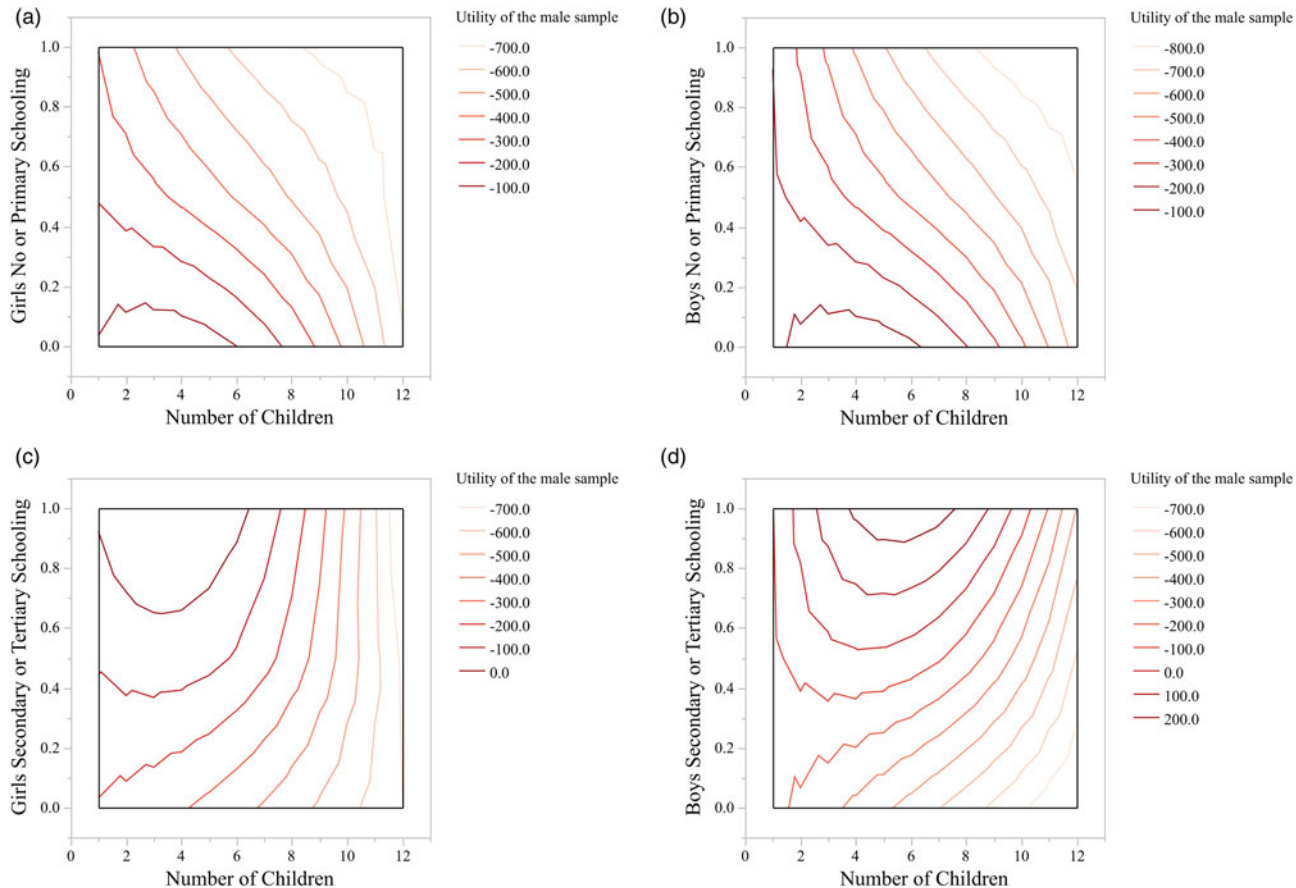 (a)
Utility of the male sample
-700.0
-600.0
-500.0
-400.0
-300.0
-200.0
-100.0
Girls No or Primary Schooling
1.0
0.8
0.6
0.4
0.2
0.0
0 2 4 6 8 10 12
Number of Children
(b)
Utility of the male sample
-800.0
-700.0
-600.0
-500.0
-400.0
-300.0
-200.0
-100.0
Boys No or Primary Schooling
1.0
0.8
0.6
0.4
0.2
0.0
0 2 4 6 8 10 12
Number of Children
(c)
Utility of the male sample
-700.0
-600.0
-500.0
-400.0
-300.0
-200.0
-100.0
0.0
Girls Secondary or Tertiary Schooling
1.0
0.8
0.6
0.4
0.2
0.0
0 2 4 6 8 10 12
Number of Children
(d)
Utility of the male sample
-700.0
-600.0
-500.0
-400.0
-300.0
-200.0
-100.0
0.0
100.0
200.0
Boys Secondary or Tertiary Schooling
1.0
0.8
0.6
0.4
0.2
0.0
0 2 4 6 8 10 12
Number of Children